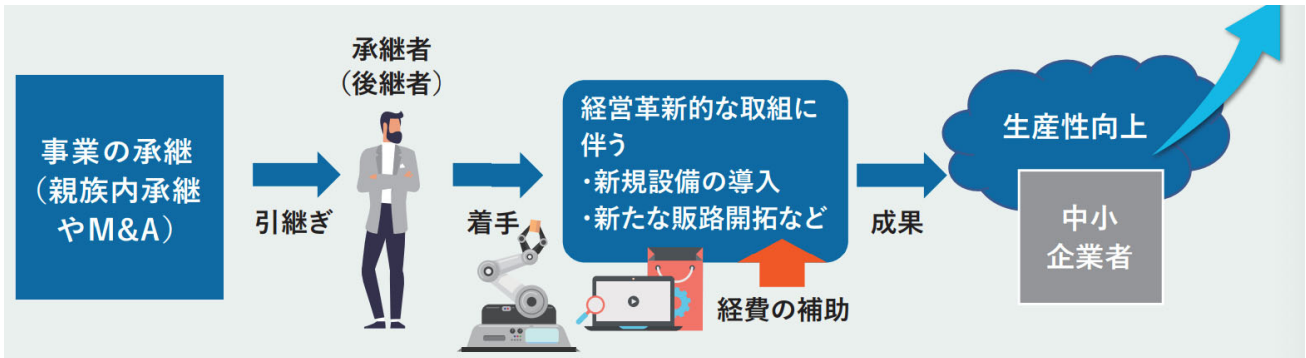 事業の承継
（親族内承継
やM&A）
引継ぎ
承継者
（後継者）
着手
経営革新的な取組に
伴う
・新規設備の導入
・新たな販路開拓など
経費の補助
成果
生産性向上
中小
企業者